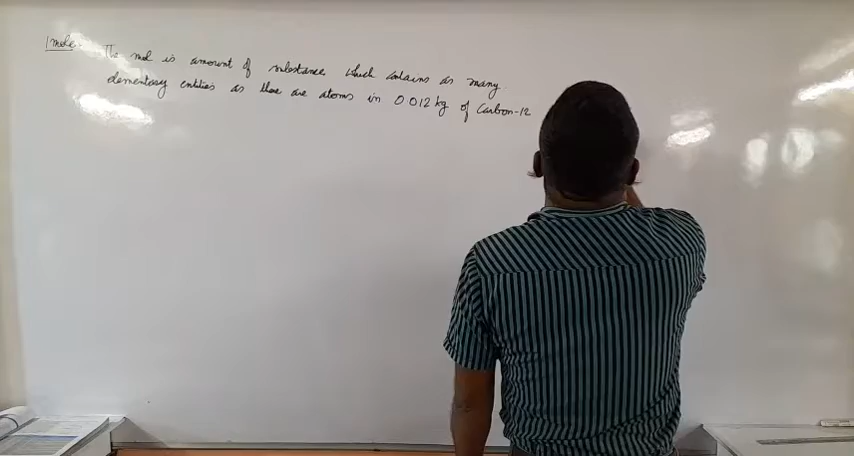 1 mole: The mol is amount of substance which contains as many
elementary entities as there are atoms in 0.012 kg of Carbon-12